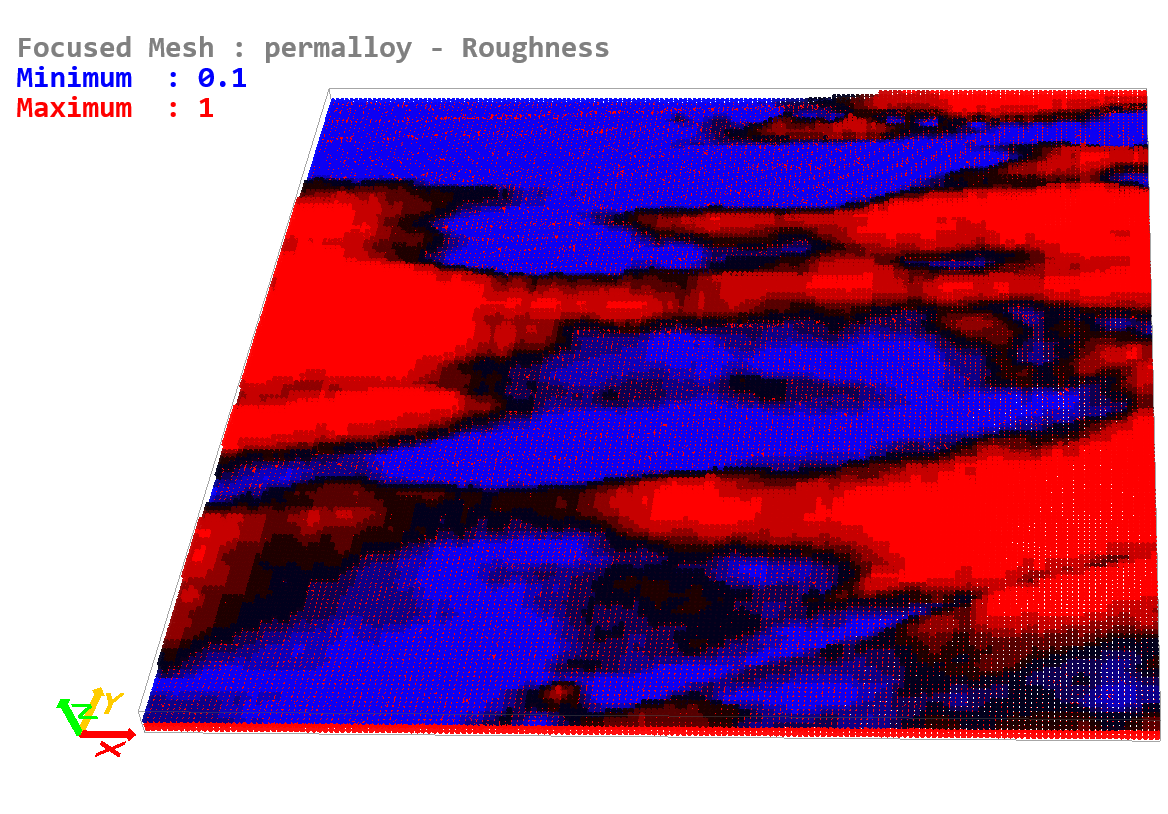 Focused Mesh : permalloy - Roughness
Minimum  : 0.1
Maximum  : 1
Z
Y
X